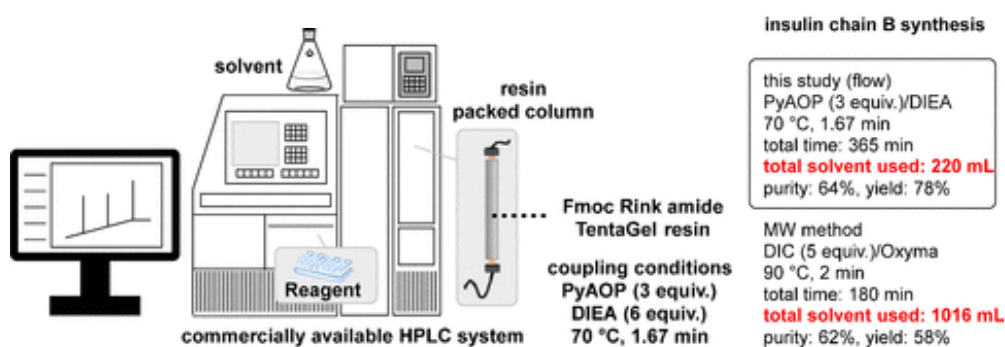 insulin chain B synthesis
solvent
resin
packed column
Reagent
commercially available HPLC system
Fmoc Rink amide
TentaGel resin
coupling conditions
PyAOP (3 equiv.)
DIEA (6 equiv.)
70 °C, 1.67 min
this study (flow)
PyAOP (3 equiv.)/DIEA
70 °C, 1.67 min
total time: 365 min
total solvent used: 220 mL
purity: 64%, yield: 78%
MW method
DIC (5 equiv.)/Oxyma
90 °C, 2 min
total time: 180 min
total solvent used: 1016 mL
purity: 62%, yield: 58%